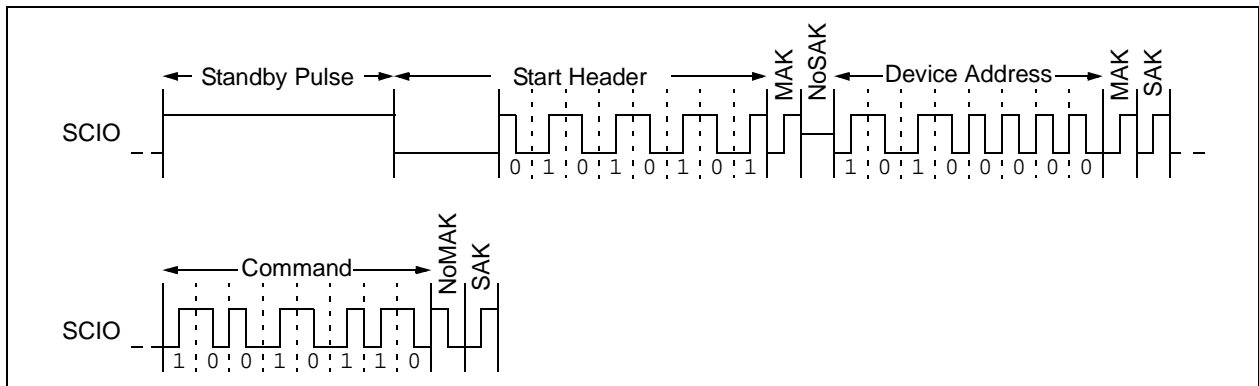 Standby Pulse Start Header MAK NoSAK Device Address MAK SAK
SCIO
0 1 0 1 0 1 0 1 1 0 1 0 0 0 0 0
Command NoMAK SAK
SCIO
1 0 0 1 0 1 1 0